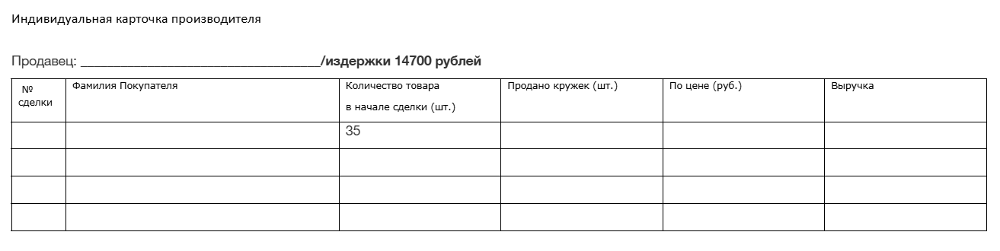 Индивидуальная карточка производителя
Продавец: ___________________________________/издержки 14700 рублей
№ сделки
Фамилия Покупателя
Количество товара
в начале сделки (шт.)
Продано кружек (шт.)
По цене (руб.)
Выручка
35